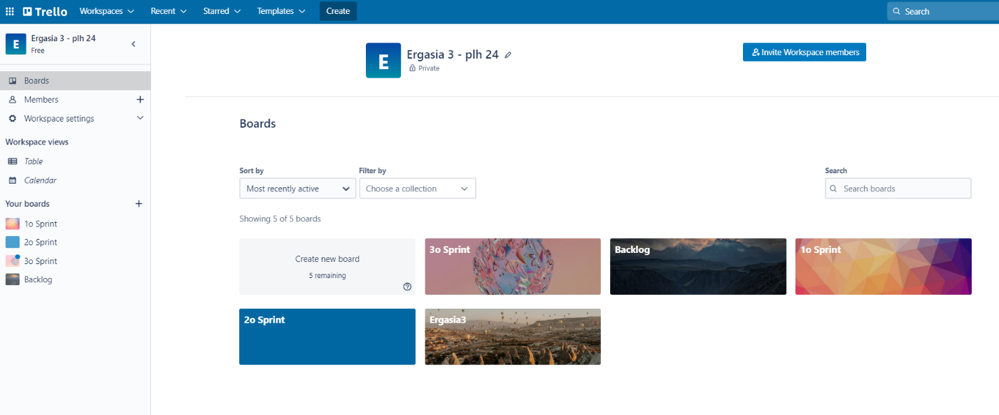 Trello Workspaces Recent Starred Templates Create Search
Ergasia 3 - plh 24
Free
Boards
Members
Workspace settings
Workspace views
Table
Calendar
Your boards
1o Sprint
2o Sprint
3o Sprint
Backlog
E
Ergasia 3 - plh 24
Private
Invite Workspace members
Boards
Sort by Filter by Search
Most recently active Choose a collection Search boards
Showing 5 of 5 boards
Create new board
5 remaining
3o Sprint
Backlog
1o Sprint
2o Sprint
Ergasia3
E